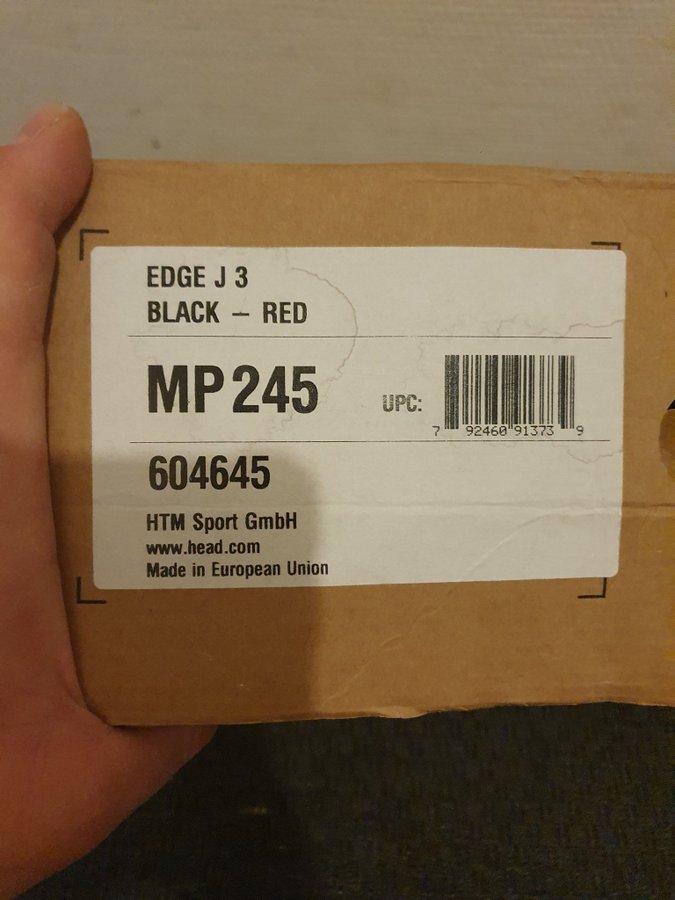 EDGE J 3
BLACK – RED
MP 245
UPC:
7 92460 91373 9
604645
HTM Sport GmbH
www.head.com
Made in European Union